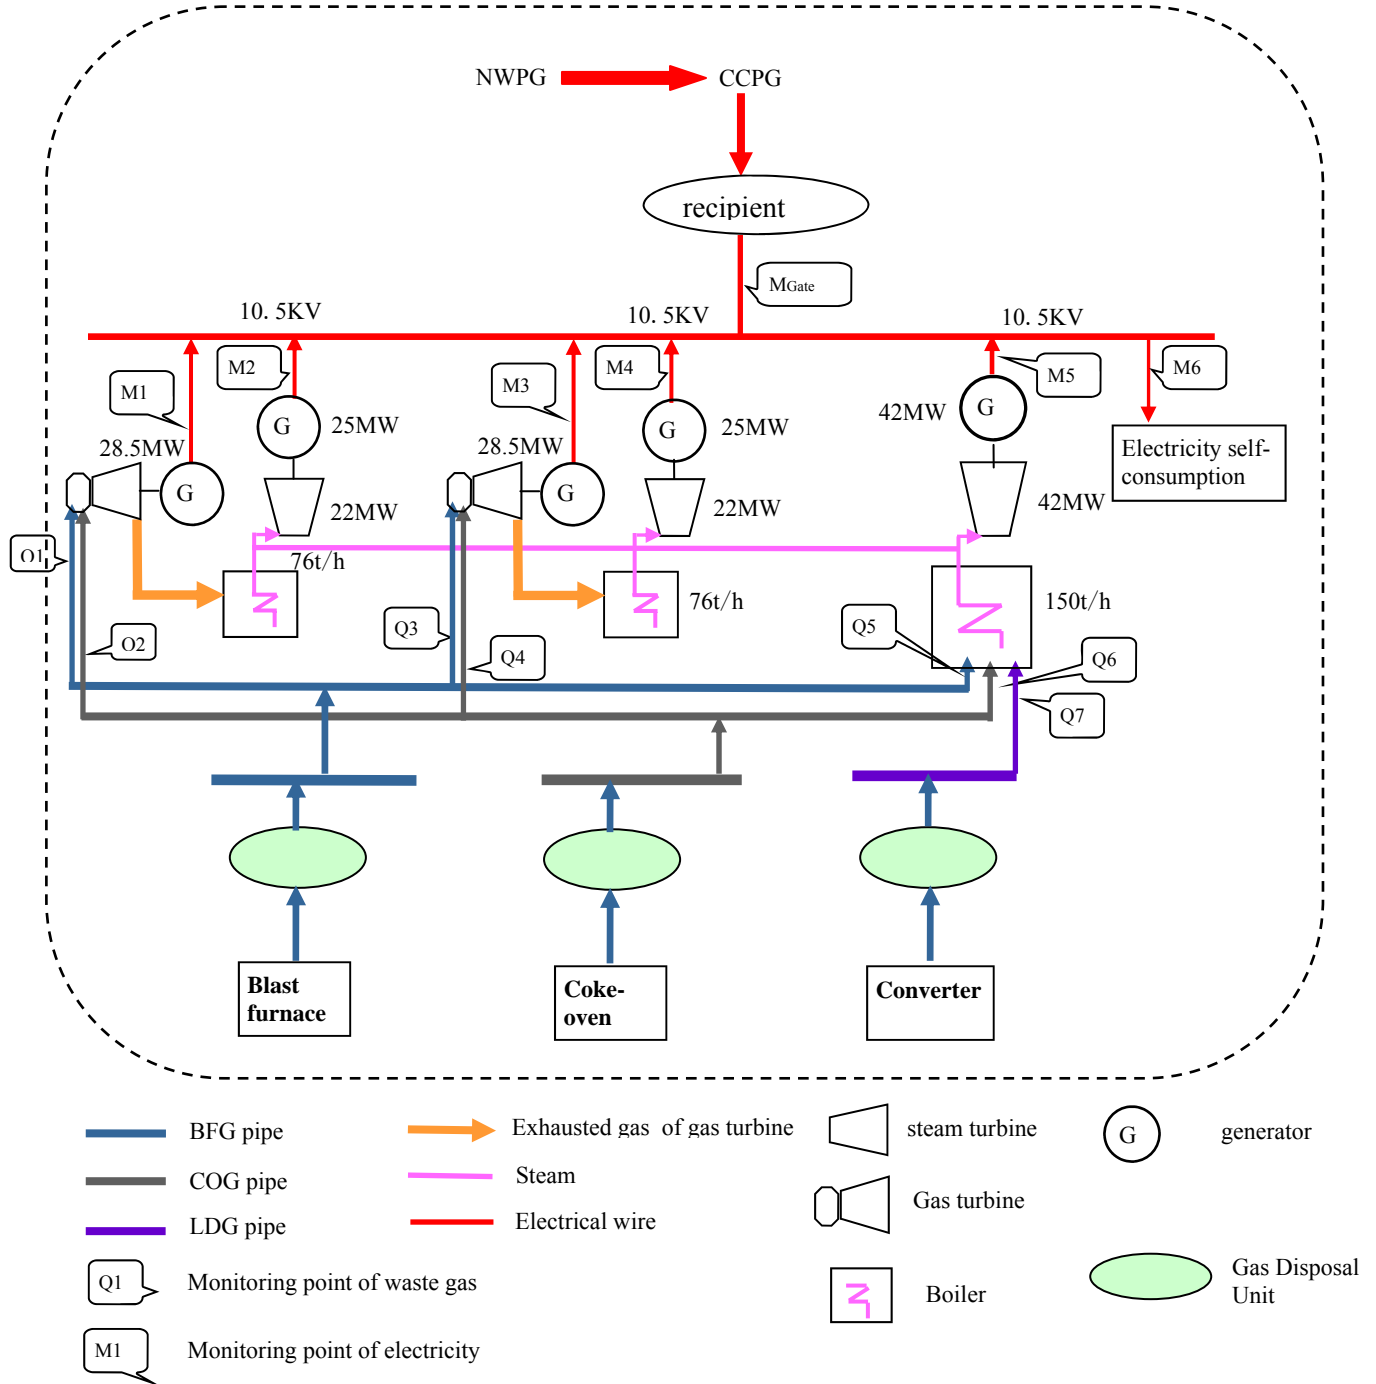 NWPG
CCPG
recipient
MGate
10. 5KV
10. 5KV
10. 5KV
M2
M4
M5
M6
M1
M3
25MW
25MW
42MW
G
G
G
28.5MW
28.5MW
Electricity self-
consumption
G
G
22MW
22MW
42MW
O1
76t/h
76t/h
150t/h
O2
Q3
Q4
Q5
Q6
Q7
Blast
furnace
Coke-
oven
Converter
BFG pipe
Exhausted gas of gas turbine
steam turbine
G
generator
COG pipe
Steam
Gas turbine
LDG pipe
Electrical wire
Q1
Monitoring point of waste gas
Boiler
Gas Disposal
Unit
M1
Monitoring point of electricity